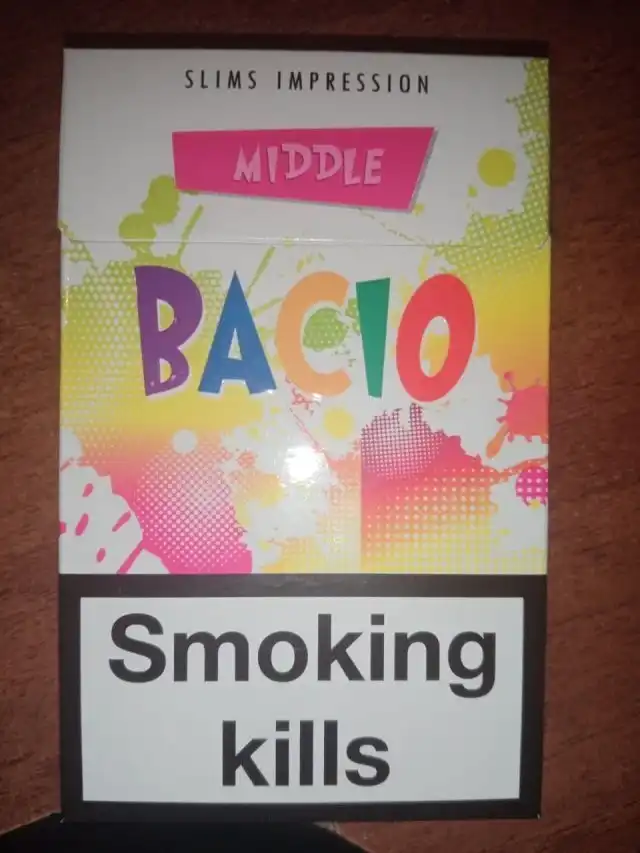 SLIMS IMPRESSION
MIDDLE
BACIO
Smoking
kills